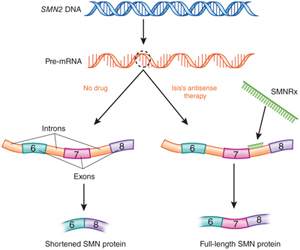 SMN2 DNA
Pre-mRNA
No drug
Isis's antisense
therapy
SMNRx
Introns
6
7
8
6
7
8
Exons
6
8
6
7
8
Shortened SMN protein
Full-length SMN protein